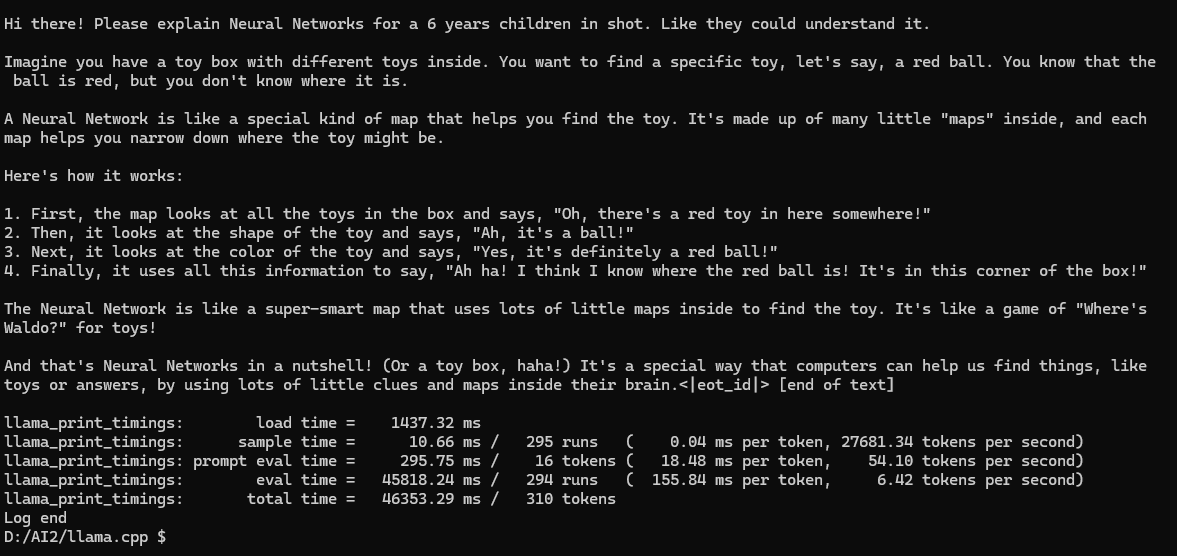 Hi there! Please explain Neural Networks for a 6 years children in shot. Like they could understand it.
Imagine you have a toy box with different toys inside. You want to find a specific toy, let's say, a red ball. You know that the
ball is red, but you don't know where it is.
A Neural Network is like a special kind of map that helps you find the toy. It's made up of many little "maps" inside, and each
map helps you narrow down where the toy might be.
Here's how it works:
1. First, the map looks at all the toys in the box and says, "Oh, there's a red toy in here somewhere!"
2. Then, it looks at the shape of the toy and says, "Ah, it's a ball!"
3. Next, it looks at the color of the toy and says, "Yes, it's definitely a red ball!"
4. Finally, it uses all this information to say, "Ah ha! I think I know where the red ball is! It's in this corner of the box!"
The Neural Network is like a super-smart map that uses lots of little maps inside to find the toy. It's like a game of "Where's
Waldo?" for toys!
And that's Neural Networks in a nutshell! (Or a toy box, haha!) It's a special way that computers can help us find things, like
toys or answers, by using lots of little clues and maps inside their brain.<|eot_id|> [end of text]
llama_print_timings:        load time =    1437.32 ms
llama_print_timings:      sample time =      10.66 ms /   295 runs   (    0.04 ms per token, 27681.34 tokens per second)
llama_print_timings: prompt eval time =     295.75 ms /    16 tokens (   18.48 ms per token,    54.10 tokens per second)
llama_print_timings:        eval time =   45818.24 ms /   294 runs   (  155.84 ms per token,     6.42 tokens per second)
llama_print_timings:       total time =   46353.29 ms /   310 tokens
Log end
D:/AI2/llama.cpp $